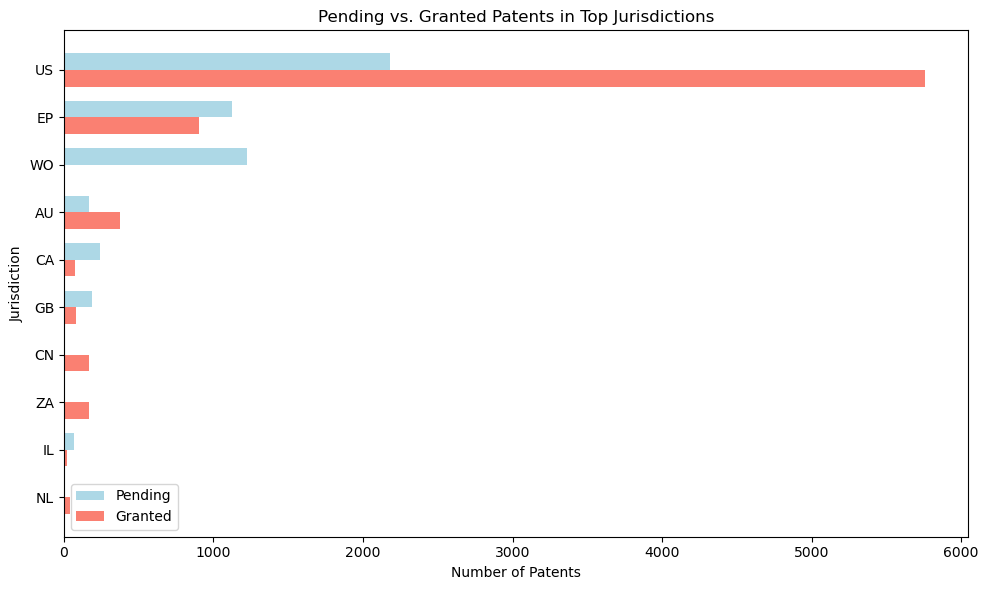 Pending vs. Granted Patents in Top Jurisdictions
US
EP
WO
AU
CA
GB
CN
ZA
IL
NL
Jurisdiction
Pending
Granted
0 1000 2000 3000 4000 5000 6000
Number of Patents